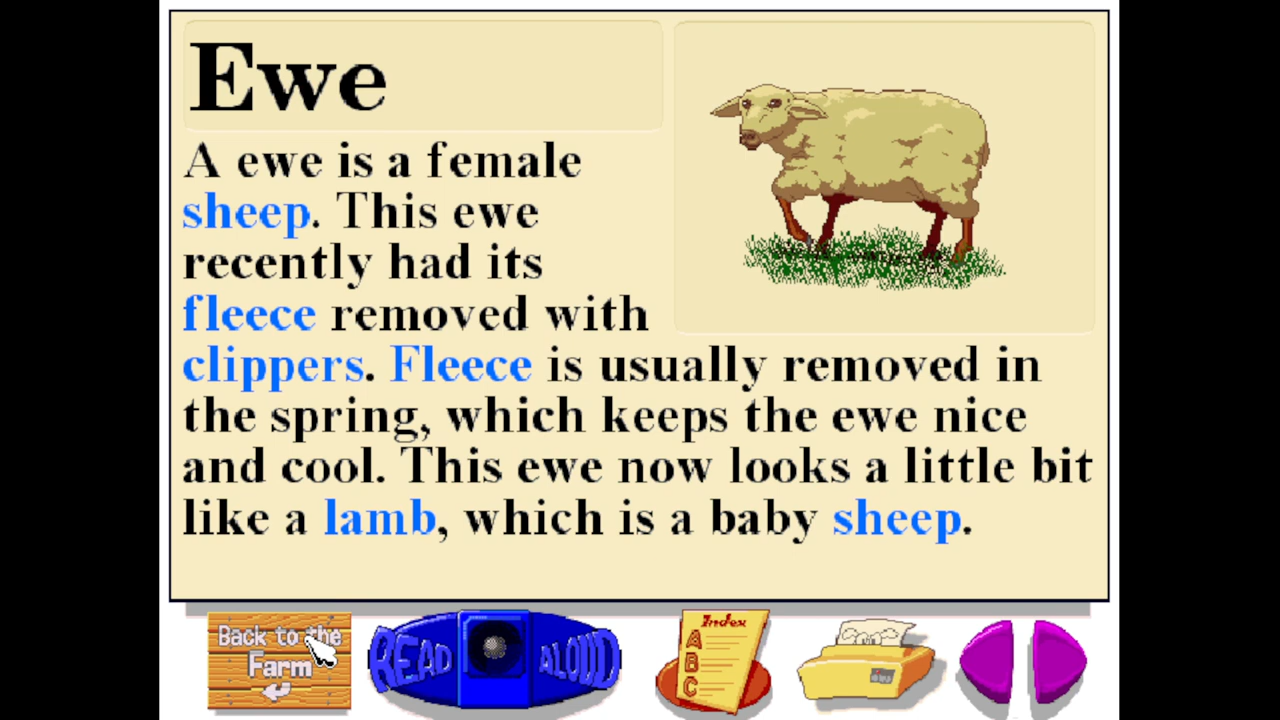 Ewe
A ewe is a female
sheep. This ewe
recently had its
fleece removed with
clippers. Fleece is usually removed in
the spring, which keeps the ewe nice
and cool. This ewe now looks a little bit
like a lamb, which is a baby sheep.
Back to the
Farm
READ ALOUD
Index
A
B
C